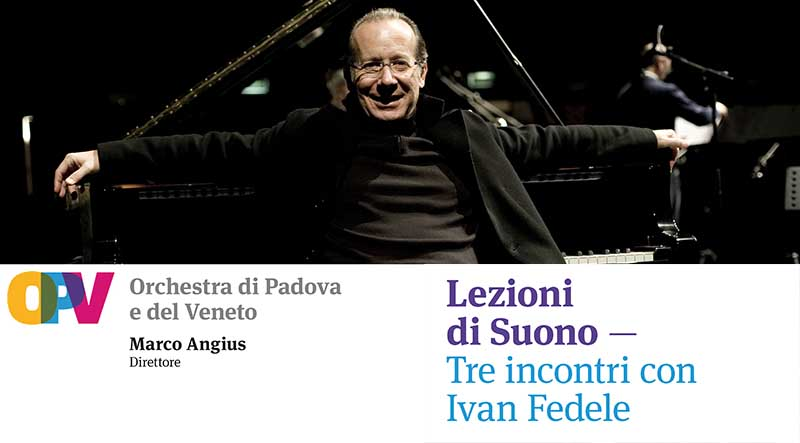 OPV
Orchestra di Padova
e del Veneto
Marco Angius
Direttore
Lezioni
di Suono —
Tre incontri con
Ivan Fedele